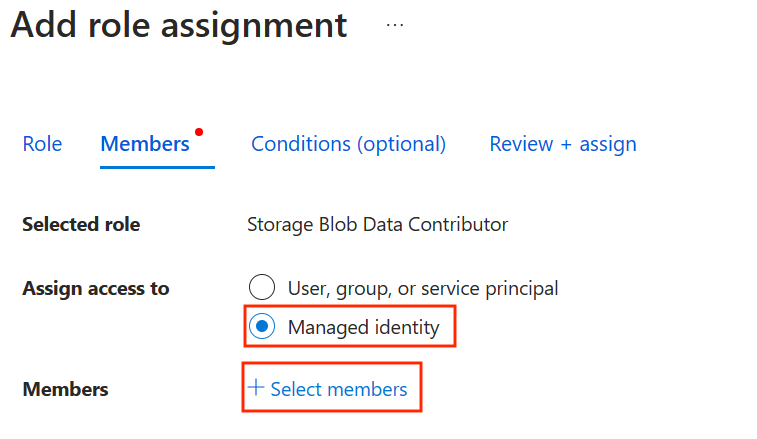 Add role assignment ...
Role Members Conditions (optional) Review + assign
Selected role Storage Blob Data Contributor
Assign access to User, group, or service principal
Managed identity
Members + Select members